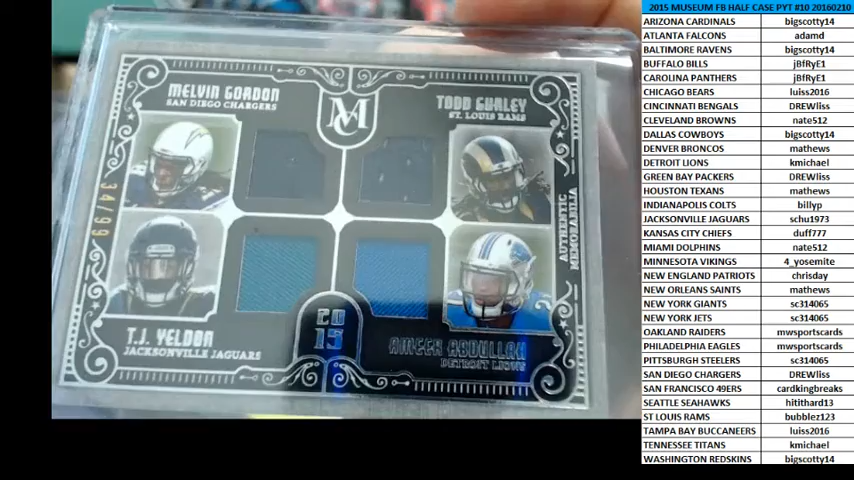 MELVIN GORDON
SAN DIEGO CHARGERS
MC
TODD GURLEY
ST. LOUIS RAMS
34/99
AUTHENTIC
MEMORABILIA
T.J. YELDON
JACKSONVILLE JAGUARS
20
15
AMEER ABDULLAH
DETROIT LIONS
2015 MUSEUM FB HALF CASE PYT #10 20160210
ARIZONA CARDINALS bigscotty14
ATLANTA FALCONS adamd
BALTIMORE RAVENS bigscotty14
BUFFALO BILLS jBfRyE1
CAROLINA PANTHERS jBfRyE1
CHICAGO BEARS luiss2016
CINCINNATI BENGALS DREWliss
CLEVELAND BROWNS nate512
DALLAS COWBOYS bigscotty14
DENVER BRONCOS mathews
DETROIT LIONS kmichael
GREEN BAY PACKERS DREWliss
HOUSTON TEXANS mathews
INDIANAPOLIS COLTS billyp
JACKSONVILLE JAGUARS schu1973
KANSAS CITY CHIEFS duff777
MIAMI DOLPHINS nate512
MINNESOTA VIKINGS 4_yosemite
NEW ENGLAND PATRIOTS chrisday
NEW ORLEANS SAINTS mathews
NEW YORK GIANTS sc314065
NEW YORK JETS sc314065
OAKLAND RAIDERS mwsportscards
PHILADELPHIA EAGLES mwsportscards
PITTSBURGH STEELERS sc314065
SAN DIEGO CHARGERS DREWliss
SAN FRANCISCO 49ERS cardkingbreaks
SEATTLE SEAHAWKS hitithard13
ST LOUIS RAMS bubblez123
TAMPA BAY BUCCANEERS luiss2016
TENNESSEE TITANS kmichael
WASHINGTON REDSKINS bigscotty14